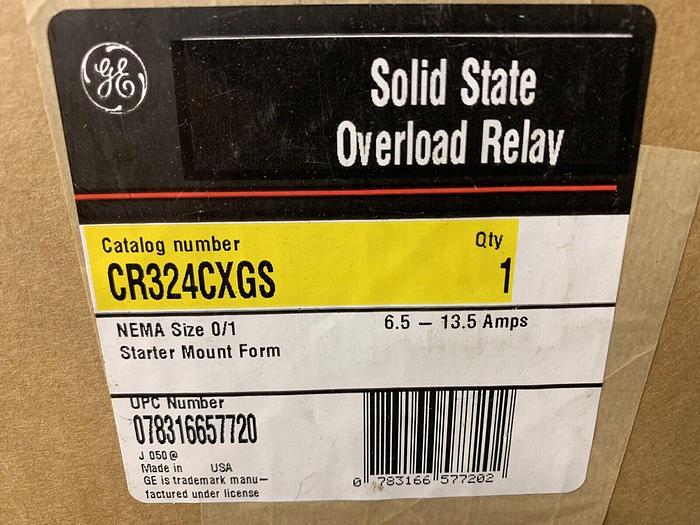 GE
Solid State
Overload Relay
Catalog number Qty
CR324CXGS 1
NEMA Size 0/1 6.5 – 13.5 Amps
Starter Mount Form
UPC Number
078316657720
J 050@
Made in USA
GE is trademark manu–
factured under license
0 783166 577202